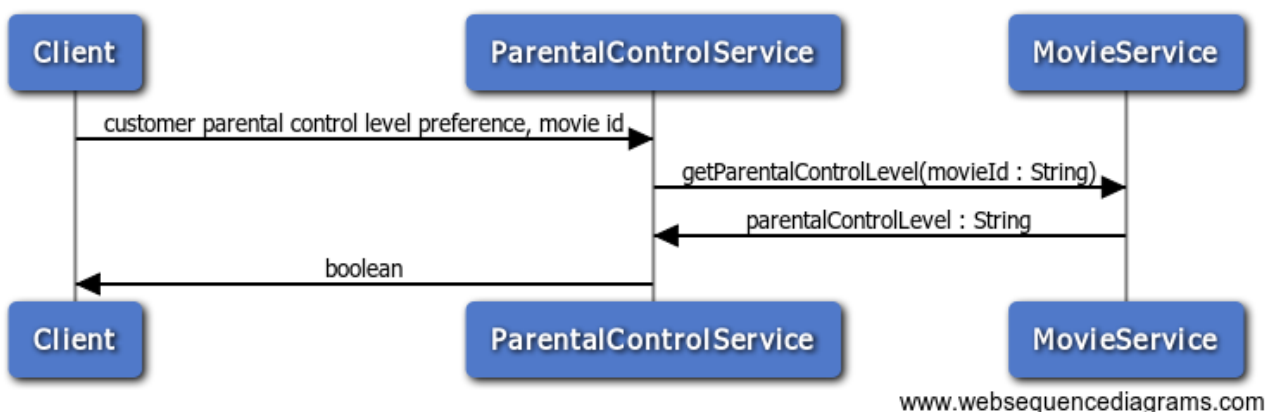 Client ParentalControlService MovieService
customer parental control level preference, movie id
getParentalControlLevel(movieId : String)
parentalControlLevel : String
boolean
Client ParentalControlService MovieService
www.websequencediagrams.com